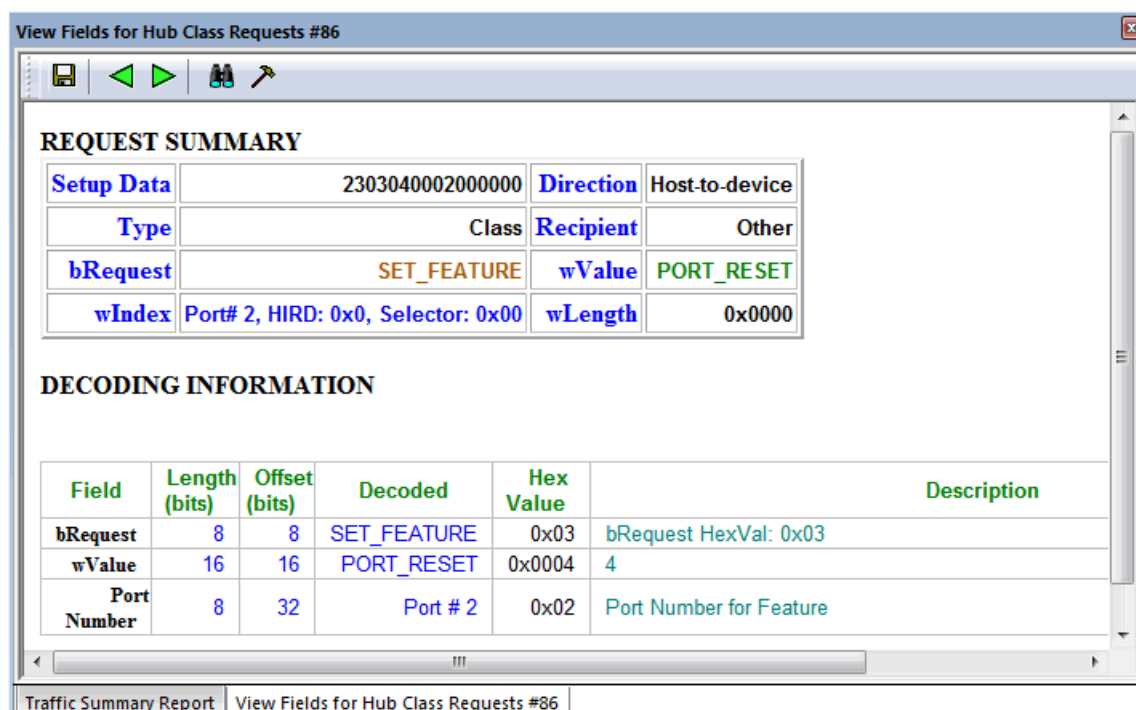 View Fields for Hub Class Requests #86
REQUEST SUMMARY
Setup Data 2303040002000000 Direction Host-to-device
Type Class Recipient Other
bRequest SET_FEATURE wValue PORT_RESET
wIndex Port# 2, HIRD: 0x0, Selector: 0x00 wLength 0x0000
DECODING INFORMATION
Field Length (bits) Offset (bits) Decoded Hex Value Description
bRequest 8 8 SET_FEATURE 0x03 bRequest HexVal: 0x03
wValue 16 16 PORT_RESET 0x0004 4
Port Number 8 32 Port # 2 0x02 Port Number for Feature
Traffic Summary Report View Fields for Hub Class Requests #86